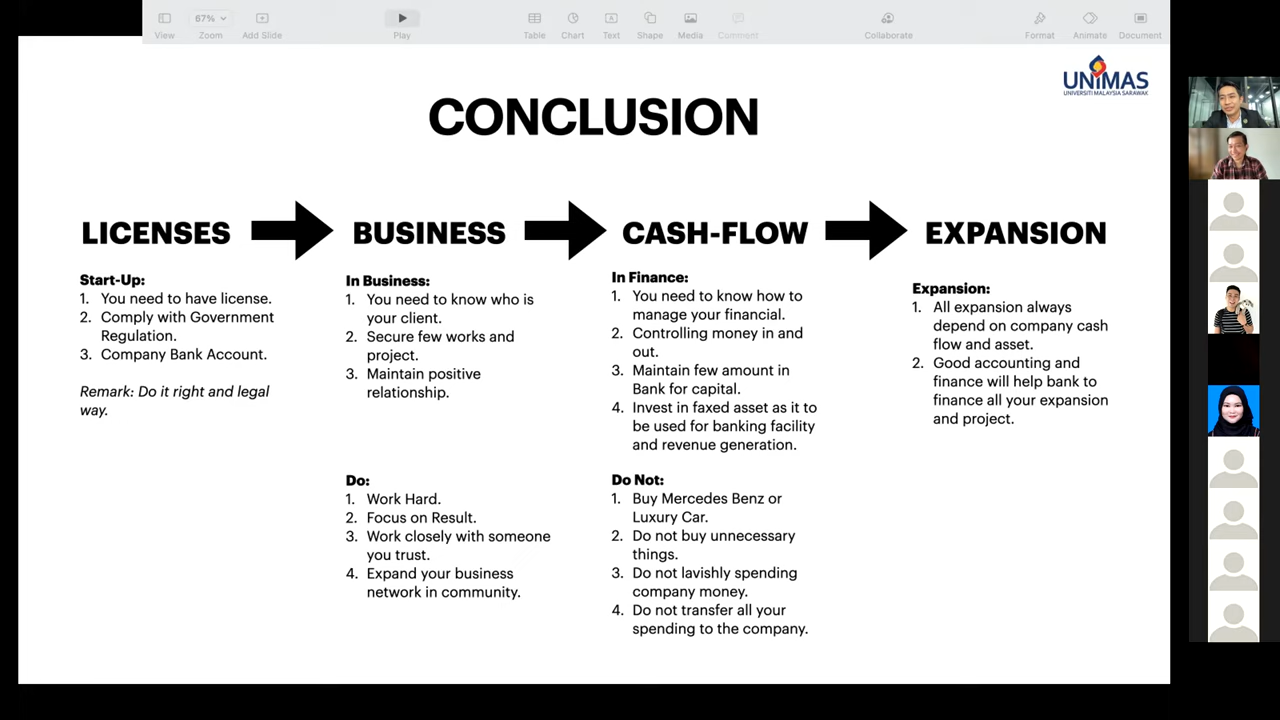 67%
View
Zoom
Add Slide
Play
Table
Chart
Text
Shape
Media
Comment
Collaborate
Format
Animate
Document
UNIMAS
UNIVERSITI MALAYSIA SARAWAK
CONCLUSION
LICENSES
Start-Up:
1. You need to have license.
2. Comply with Government
Regulation.
3. Company Bank Account.
Remark: Do it right and legal
way.
BUSINESS
In Business:
1. You need to know who is
your client.
2. Secure few works and
project.
3. Maintain positive
relationship.
Do:
1. Work Hard.
2. Focus on Result.
3. Work closely with someone
you trust.
4. Expand your business
network in community.
CASH-FLOW
In Finance:
1. You need to know how to
manage your financial.
2. Controlling money in and
out.
3. Maintain few amount in
Bank for capital.
4. Invest in faxed asset as it to
be used for banking facility
and revenue generation.
Do Not:
1. Buy Mercedes Benz or
Luxury Car.
2. Do not buy unnecessary
things.
3. Do not lavishly spending
company money.
4. Do not transfer all your
spending to the company.
EXPANSION
Expansion:
1. All expansion always
depend on company cash
flow and asset.
2. Good accounting and
finance will help bank to
finance all your expansion
and project.